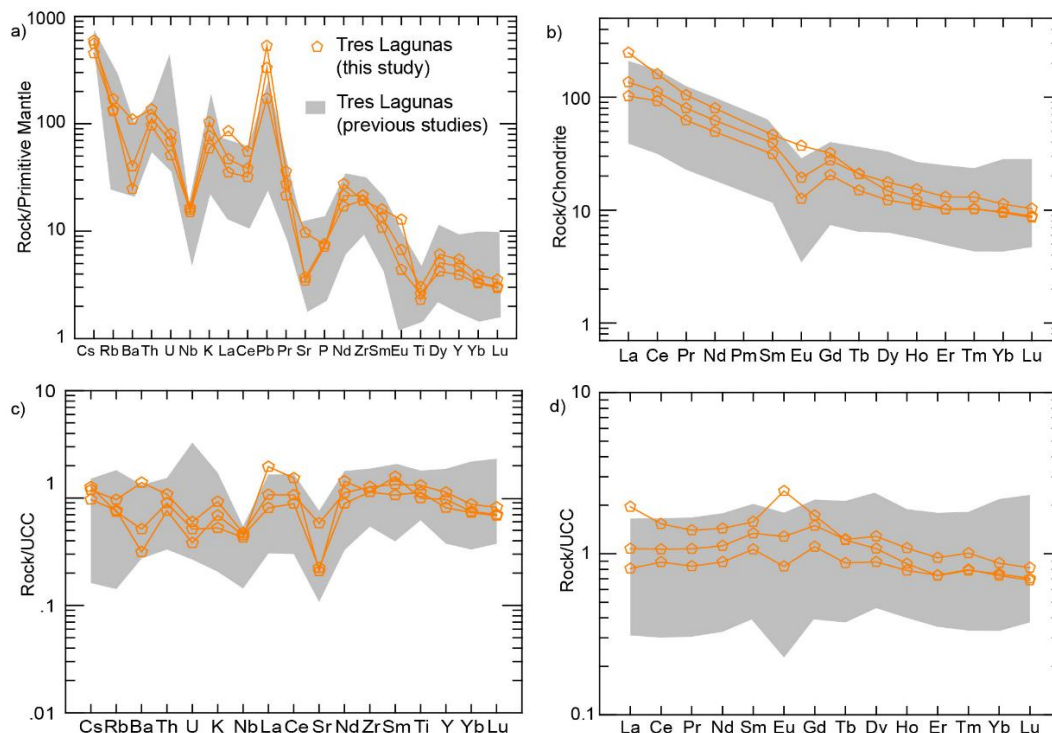 a)
1000
100
10
1
Rock/Primitive Mantle
Tres Lagunas
(this study)
Tres Lagunas
(previous studies)
Cs Rb Ba Th U Nb K La Ce Pb Pr Sr P Nd Zr Sm Eu Ti Dy Y Yb Lu
b)
100
10
1
Rock/Chondrite
La Ce Pr Nd Pm Sm Eu Gd Tb Dy Ho Er Tm Yb Lu
c)
10
1
.1
.01
Rock/UCC
Cs Rb Ba Th U K Nb La Ce Sr Nd Zr Sm Ti Y Yb Lu
d)
10
1
0.1
Rock/UCC
La Ce Pr Nd Sm Eu Gd Tb Dy Ho Er Tm Yb Lu